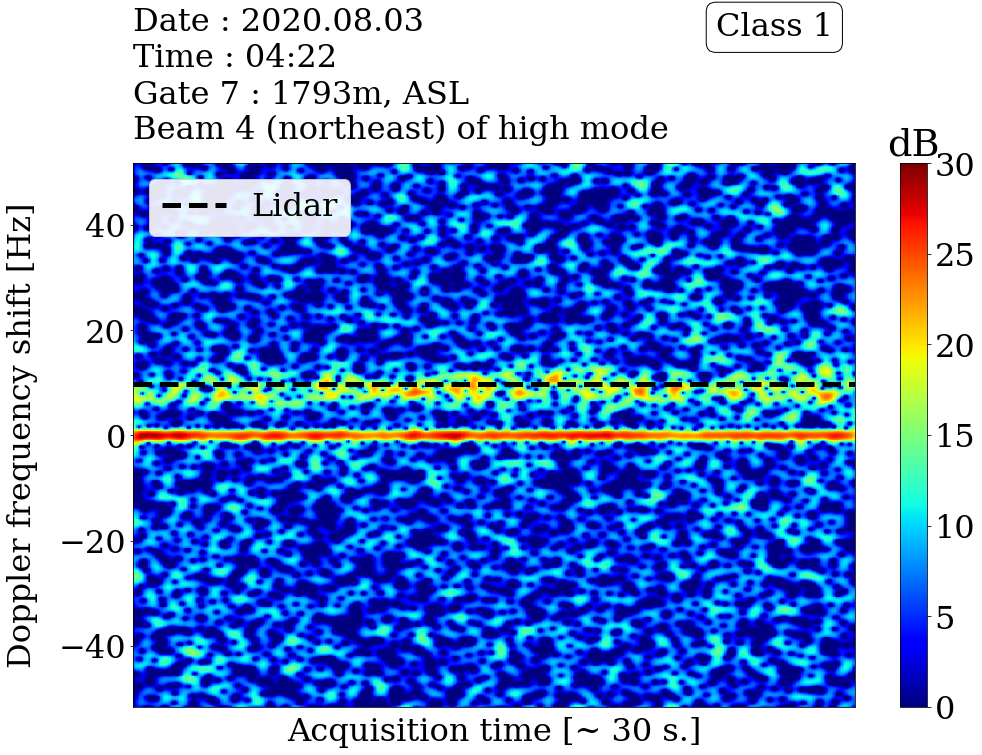 Date : 2020.08.03
Time : 04:22
Gate 7 : 1793m, ASL
Beam 4 (northeast) of high mode
Class 1
dB
Lidar
Doppler frequency shift [Hz]
40
20
0
−20
−40
30
25
20
15
10
5
0
Acquisition time [~ 30 s.]